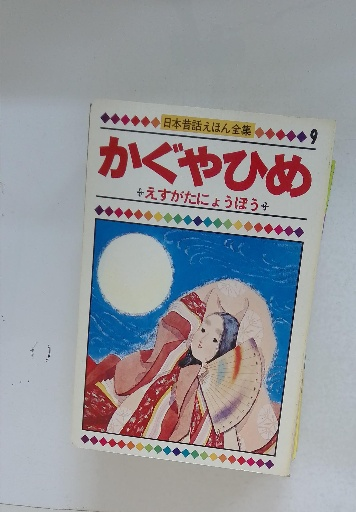 日本昔話えほん全集
9
かぐやひめ
えすがたにょうぼう